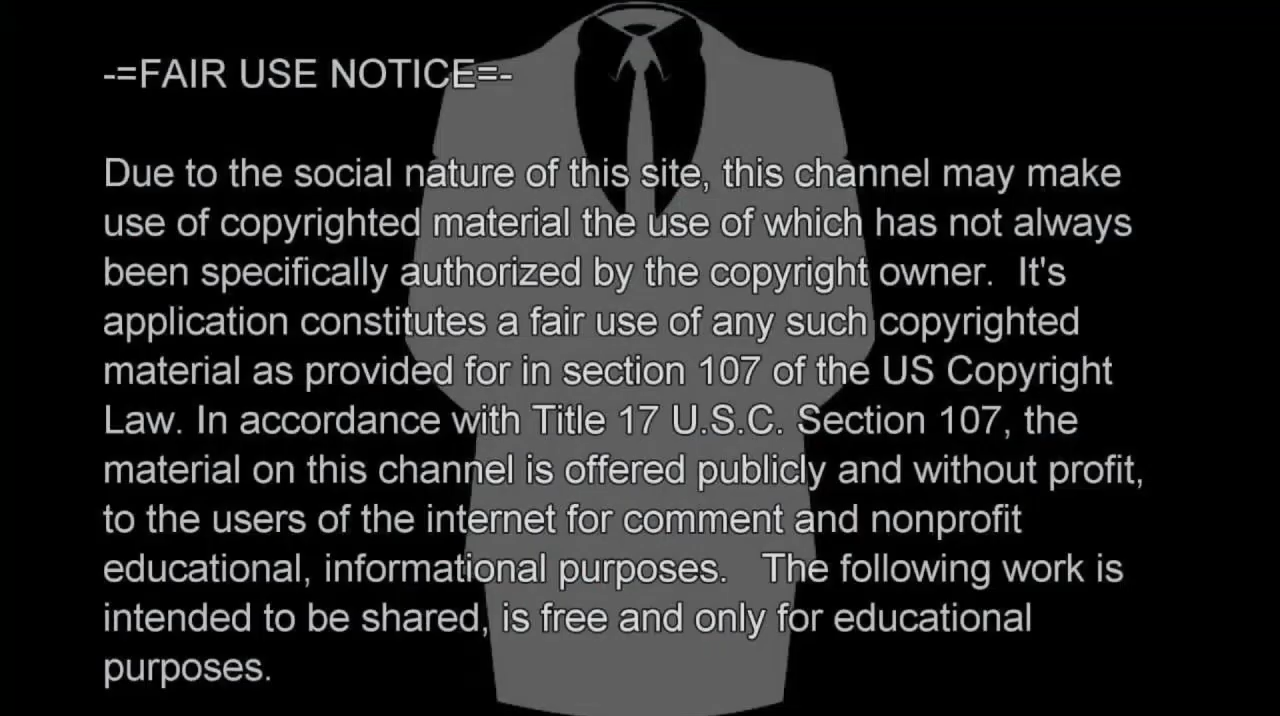 -=FAIR USE NOTICE=-
Due to the social nature of this site, this channel may make
use of copyrighted material the use of which has not always
been specifically authorized by the copyright owner.  It's
application constitutes a fair use of any such copyrighted
material as provided for in section 107 of the US Copyright
Law. In accordance with Title 17 U.S.C. Section 107, the
material on this channel is offered publicly and without profit,
to the users of the internet for comment and nonprofit
educational, informational purposes.   The following work is
intended to be shared, is free and only for educational
purposes.